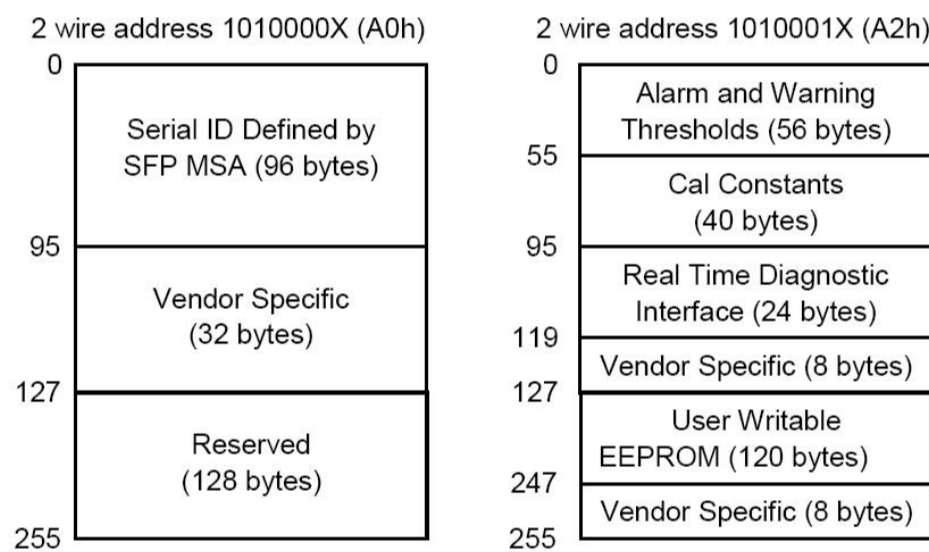 2 wire address 1010000X (A0h)
0
Serial ID Defined by
SFP MSA (96 bytes)
95
Vendor Specific
(32 bytes)
127
Reserved
(128 bytes)
255
2 wire address 1010001X (A2h)
0
Alarm and Warning
Thresholds (56 bytes)
55
Cal Constants
(40 bytes)
95
Real Time Diagnostic
Interface (24 bytes)
119
Vendor Specific (8 bytes)
127
User Writable
EEPROM (120 bytes)
247
Vendor Specific (8 bytes)
255